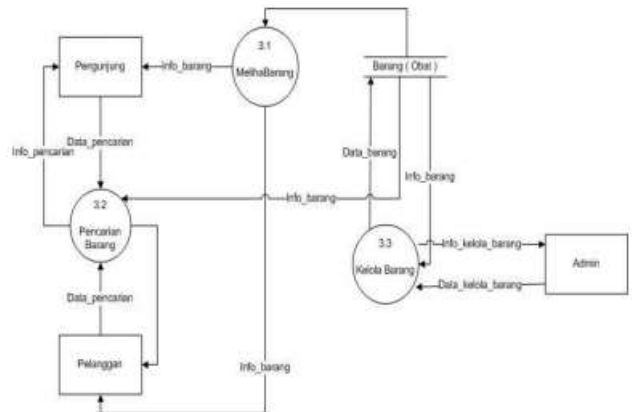 3.1
MelihaBarang
Pengunjung
Info_barang
Barang ( Obat )
Info_pencarian
Data_pencarian
Data_barang
Info_barang
3.2
Pencarian
Barang
Info_barang
3.3
Kelola Barang
Info_kelola_barang
Admin
Data_kelola_barang
Data_pencarian
Pelanggan
Info_barang